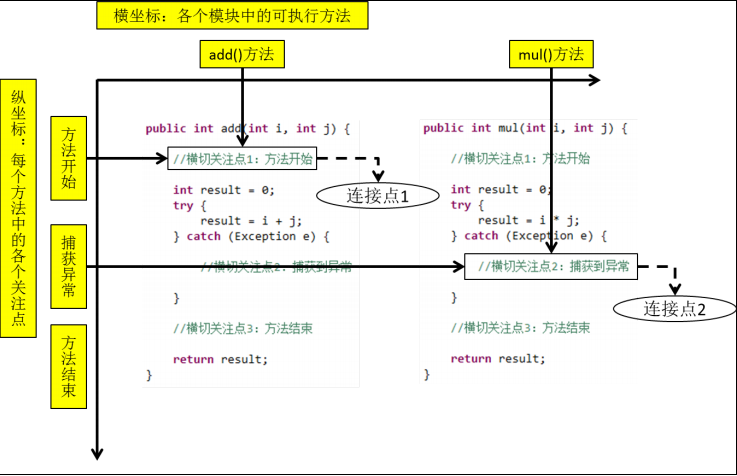 横坐标：各个模块中的可执行方法
add()方法
mul()方法
纵坐标：每个方法中的各个关注点
方法开始
捕获异常
方法结束
public int add(int i, int j) {
//横切关注点1：方法开始
int result = 0;
try {
result = i + j;
} catch (Exception e) {
//横切关注点2：捕获到异常
}
//横切关注点3：方法结束
return result;
}
连接点1
public int mul(int i, int j) {
//横切关注点1：方法开始
int result = 0;
try {
result = i * j;
} catch (Exception e) {
//横切关注点2：捕获到异常
}
//横切关注点3：方法结束
return result;
}
连接点2